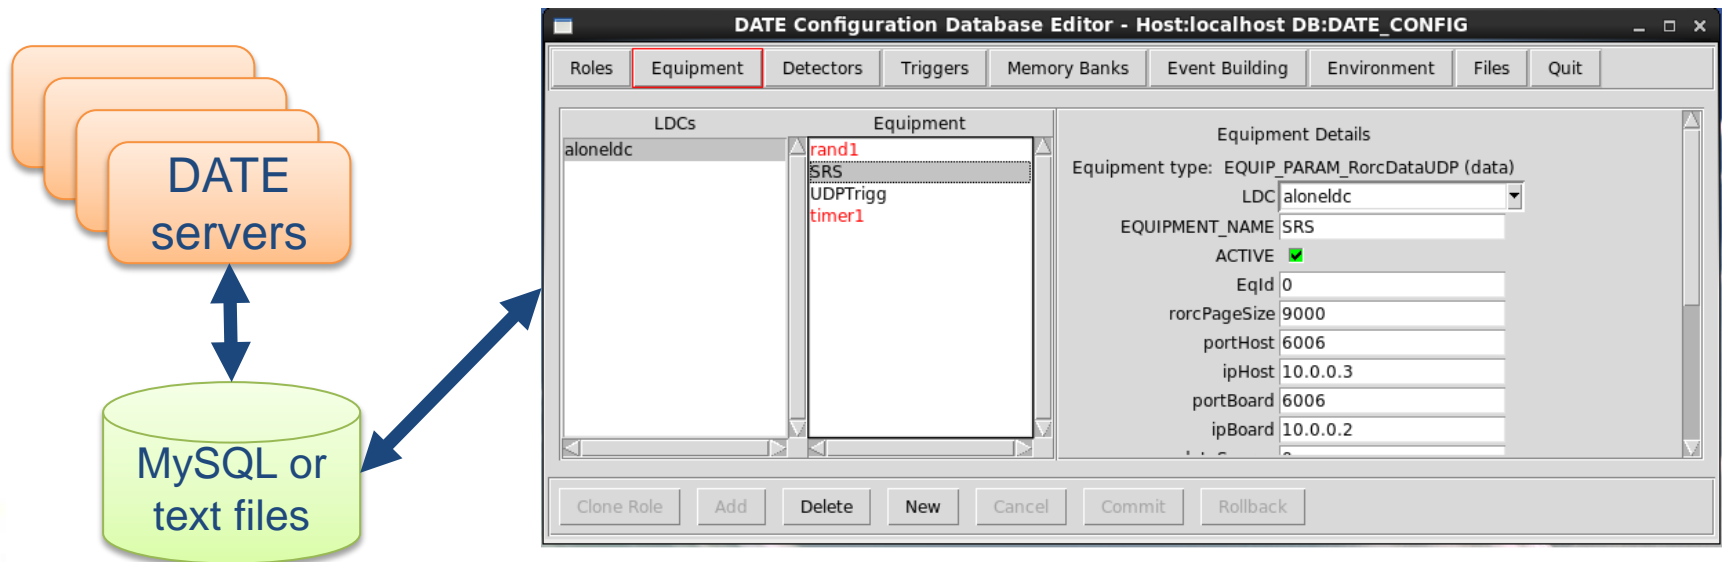 DATE
servers
MySQL or
text files
DATE Configuration Database Editor - Host:localhost DB:DATE_CONFIG
Roles Equipment Detectors Triggers Memory Banks Event Building Environment Files Quit
LDCs
aloneldc
Equipment
rand1
SRS
UDPTrigg
timer1
Equipment Details
Equipment type: EQUIP_PARAM_RorcDataUDP (data)
LDC aloneldc
EQUIPMENT_NAME SRS
ACTIVE
EqId 0
rorcPageSize 9000
portHost 6006
ipHost 10.0.0.3
portBoard 6006
ipBoard 10.0.0.2
Clone Role Add Delete New Cancel Commit Rollback